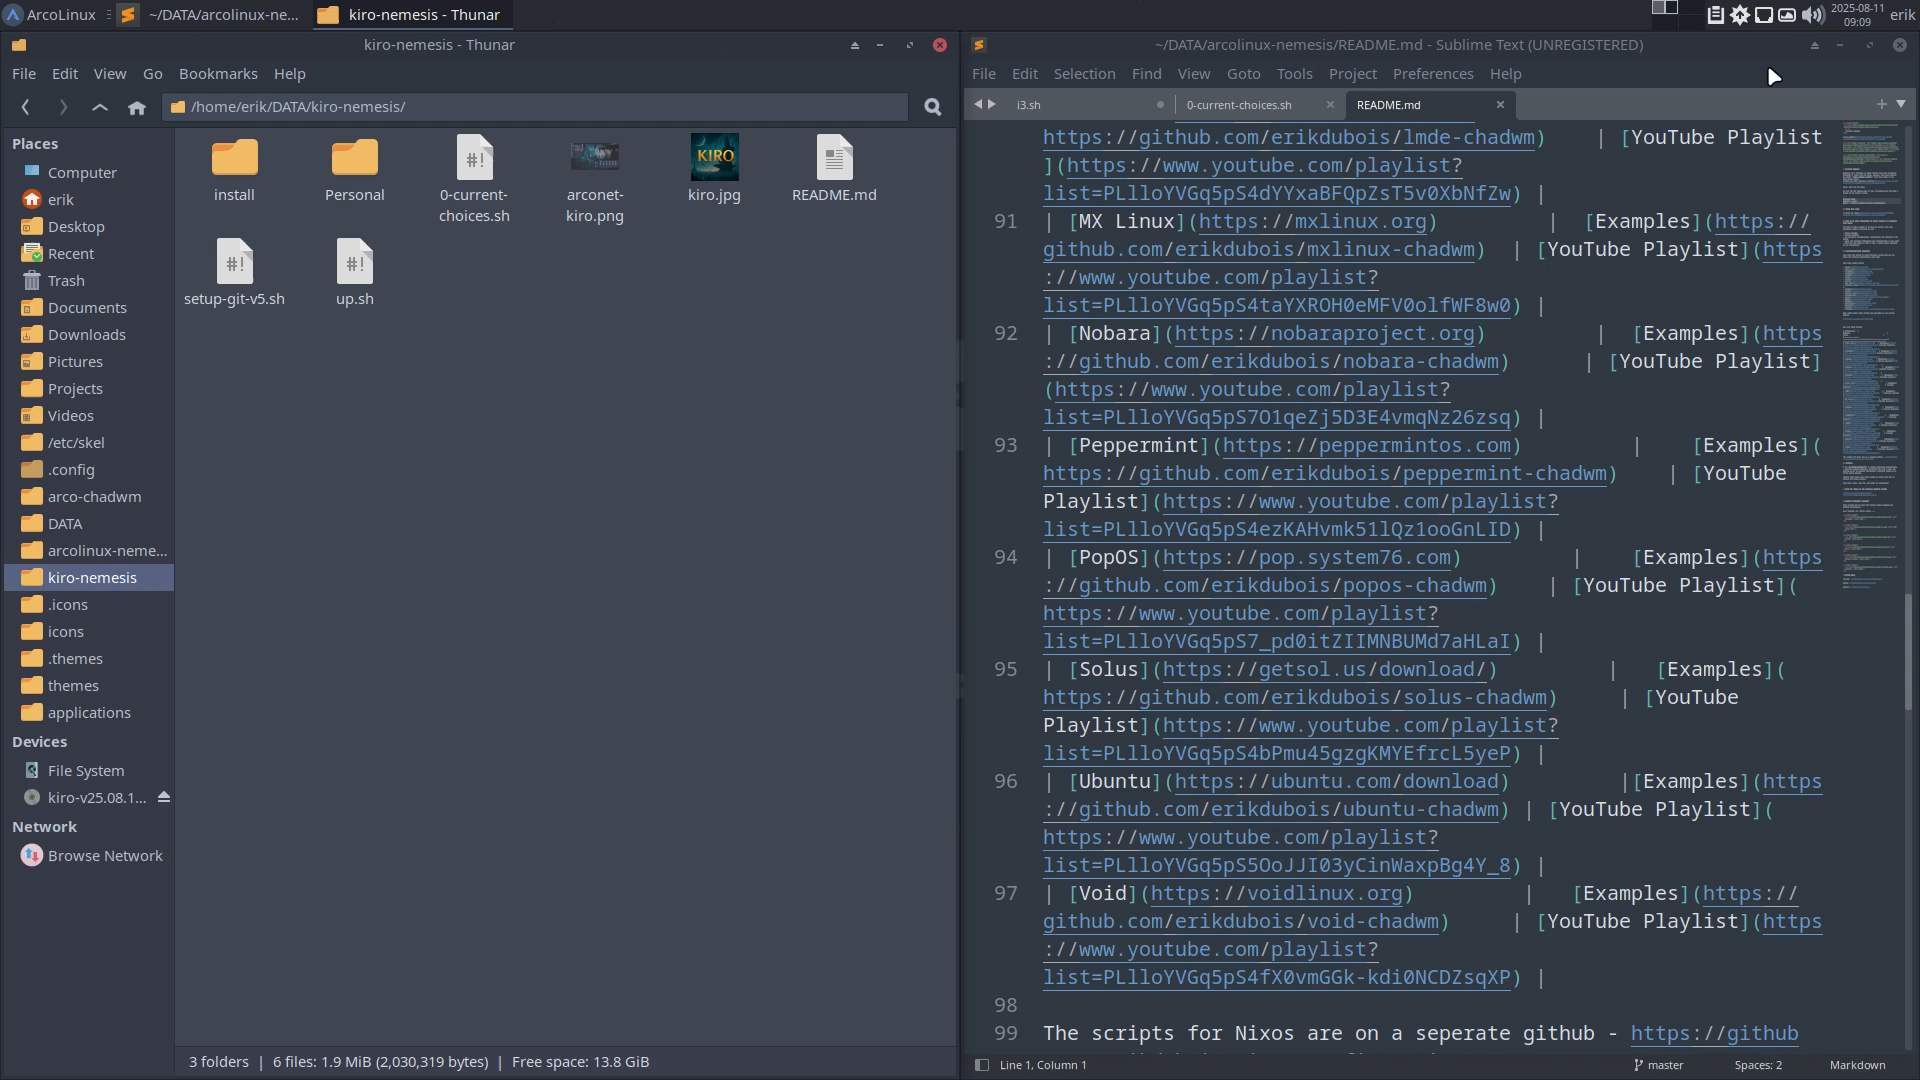 ArcoLinux
~/DATA/arcolinux-ne...
kiro-nemesis - Thunar
2025-08-11
09:09
erik
kiro-nemesis - Thunar
File Edit View Go Bookmarks Help
/home/erik/DATA/kiro-nemesis/
Places
Computer
erik
Desktop
Recent
Trash
Documents
Downloads
Pictures
Projects
Videos
/etc/skel
.config
arco-chadwm
DATA
arcolinux-neme...
kiro-nemesis
.icons
icons
.themes
themes
applications
Devices
File System
kiro-v25.08.1...
Network
Browse Network
install
Personal
#!
0-current-
choices.sh
arconet-
kiro.png
KIRO
kiro.jpg
README.md
#!
setup-git-v5.sh
#!
up.sh
3 folders | 6 files: 1.9 MiB (2,030,319 bytes) | Free space: 13.8 GiB
~/DATA/arcolinux-nemesis/README.md - Sublime Text (UNREGISTERED)
File Edit Selection Find View Goto Tools Project Preferences Help
i3.sh
0-current-choices.sh
README.md
https://github.com/erikdubois/lmde-chadwm) | [YouTube Playlist
](https://www.youtube.com/playlist?
list=PLlloYVGq5pS4dYYxaBFQpZsT5v0XbNfZw) |
91 | [MX Linux](https://mxlinux.org) | [Examples](https://
github.com/erikdubois/mxlinux-chadwm) | [YouTube Playlist](https
://www.youtube.com/playlist?
list=PLlloYVGq5pS4taYXROH0eMFV0olfWF8w0) |
92 | [Nobara](https://nobaraproject.org) | [Examples](https
://github.com/erikdubois/nobara-chadwm) | [YouTube Playlist]
(https://www.youtube.com/playlist?
list=PLlloYVGq5pS7O1qeZj5D3E4vmqNz26zsq) |
93 | [Peppermint](https://peppermintos.com) | [Examples](
https://github.com/erikdubois/peppermint-chadwm) | [YouTube
Playlist](https://www.youtube.com/playlist?
list=PLlloYVGq5pS4ezKAHvmk51lQz1ooGnLID) |
94 | [PopOS](https://pop.system76.com) | [Examples](https
://github.com/erikdubois/popos-chadwm) | [YouTube Playlist](
https://www.youtube.com/playlist?
list=PLlloYVGq5pS7_pd0itZIIMNBUMd7aHLaI) |
95 | [Solus](https://getsol.us/download/) | [Examples](
https://github.com/erikdubois/solus-chadwm) | [YouTube
Playlist](https://www.youtube.com/playlist?
list=PLlloYVGq5pS4bPmu45gzgKMYEfrcL5yeP) |
96 | [Ubuntu](https://ubuntu.com/download) |[Examples](https
://github.com/erikdubois/ubuntu-chadwm) | [YouTube Playlist](
https://www.youtube.com/playlist?
list=PLlloYVGq5pS5OoJJI03yCinWaxpBg4Y_8) |
97 | [Void](https://voidlinux.org) | [Examples](https://
github.com/erikdubois/void-chadwm) | [YouTube Playlist](https
://www.youtube.com/playlist?
list=PLlloYVGq5pS4fX0vmGGk-kdi0NCDZsqXP) |
98
99 The scripts for Nixos are on a seperate github - https://github
Line 1, Column 1
master
Spaces: 2
Markdown